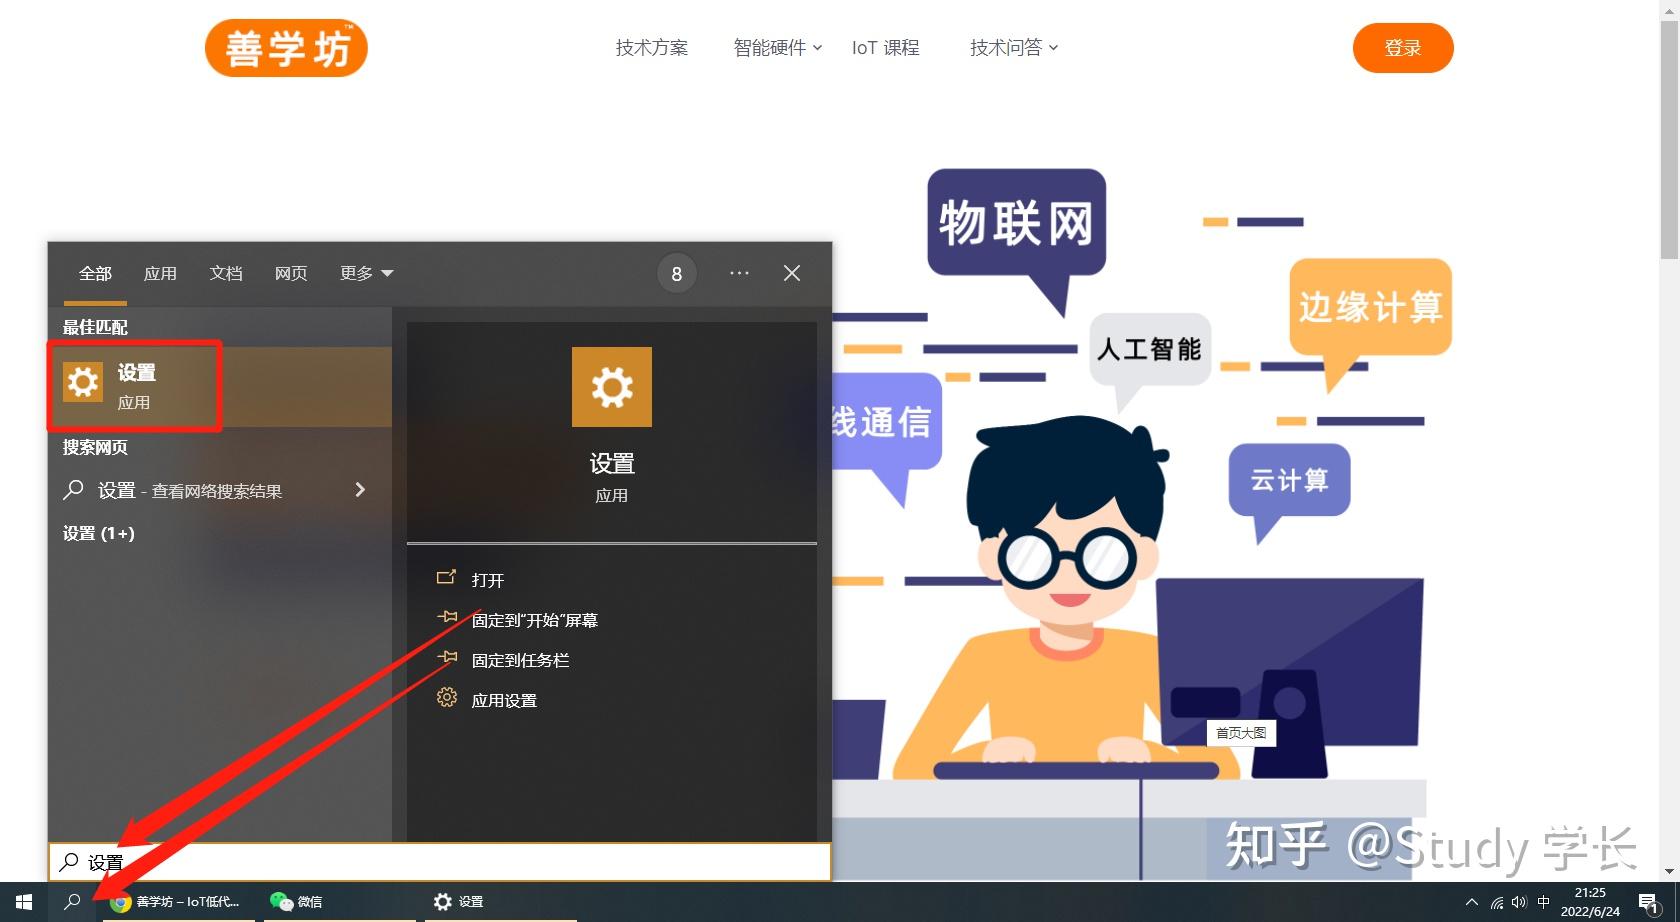 善学坊™
技术方案
智能硬件
IoT 课程
技术问答
登录
物联网
边缘计算
人工智能
线通信
云计算
首页大图
全部
应用
文档
网页
更多
8
最佳匹配
设置
应用
搜索网页
设置 - 查看网络搜索结果
设置 (1+)
设置
应用
打开
固定到"开始"屏幕
固定到任务栏
应用设置
设置
知乎 @Study 学长
善学坊 – IoT低代...
微信
设置
中
21:25
2022/6/24
1